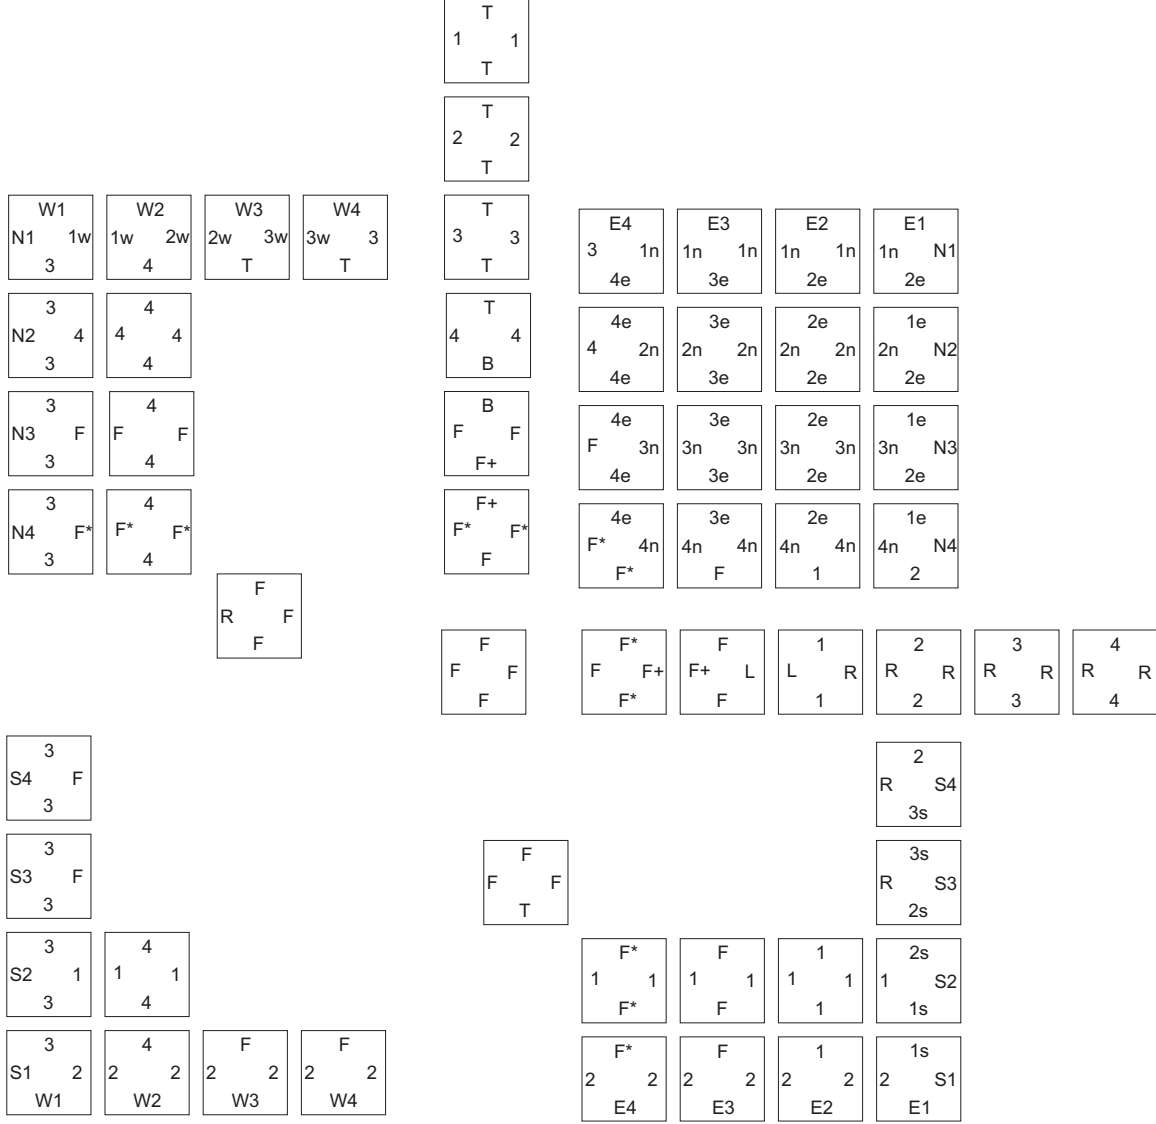 T
1 1
T
T
2 2
T
W1 W2 W3 W4 T
N1 1w 1w 2w 2w 3w 3w 3 3 3
3 4 T T T
E4 E3 E2 E1
3 1n 1n 1n 1n 1n 1n N1
4e 3e 2e 2e
3 4 T
N2 4 4 4 4 4
3 4 B
4e 3e 2e 1e
4 2n 2n 2n 2n 2n 2n N2
4e 3e 2e 2e
3 4 B
N3 F F F F F
3 4 F+
4e 3e 2e 1e
F 3n 3n 3n 3n 3n 3n N3
4e 3e 2e 2e
3 4 F+
N4 F* F* F* F* F*
3 4 F
4e 3e 2e 1e
F* 4n 4n 4n 4n 4n 4n N4
F* F 1 2
F
R F
F
F F* F 1 2 3 4
F F F F+ F+ L L R R R R R R R
F F* F 1 2 3 4
3 2
S4 F R S4
3 3s
3 F 3s
S3 F F F R S3
3 T 2s
3 4 F* F 1 2s
S2 1 1 1 1 1 1 1 1 1 1 S2
3 4 F* F 1 1s
3 4 F F F* F 1 1s
S1 2 2 2 2 2 2 2 2 2 2 2 2 2 2 S1
W1 W2 W3 W4 E4 E3 E2 E1